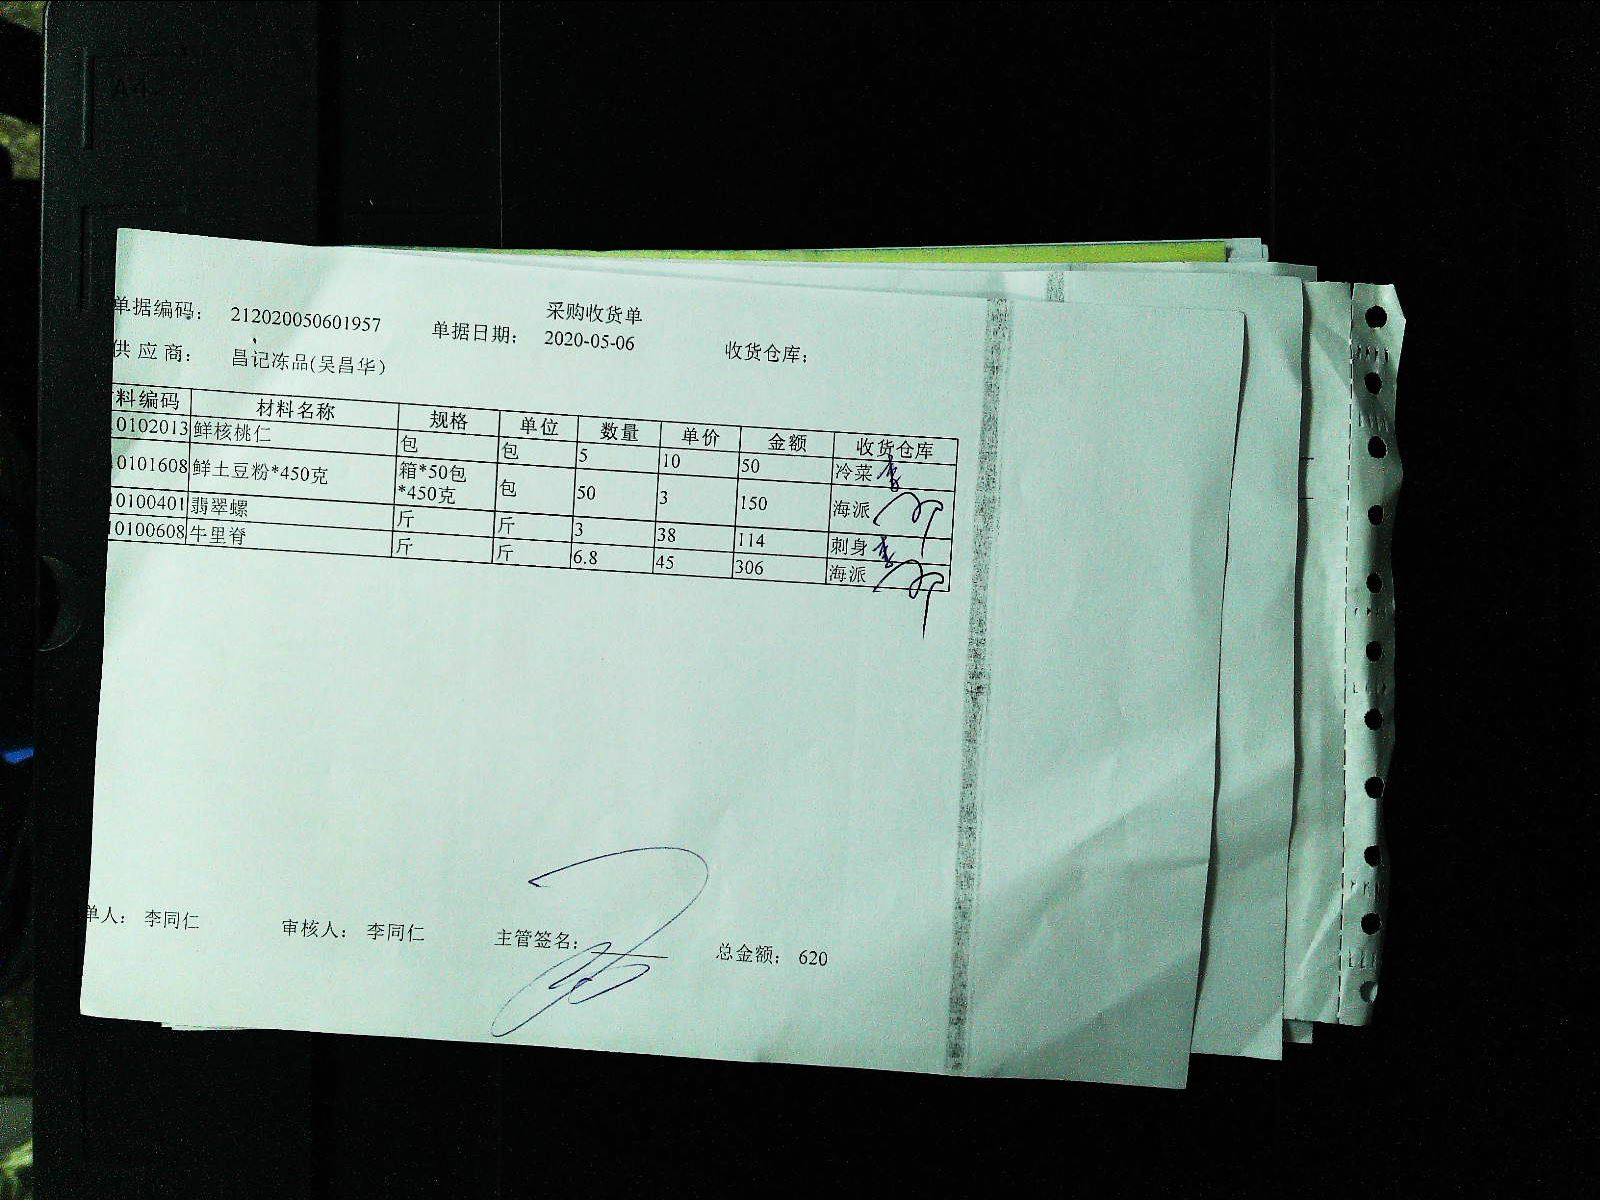 采购收货单
单据编码: 212020050601957 单据日期: 2020-05-06 收货仓库:
供应商: 昌记冻品(吴昌华)
料编码 材料名称 规格 单位 数量 单价 金额 收货仓库
0102013 鲜核桃仁 包 包 5 10 50 冷菜
0101608 鲜土豆粉*450克 箱*50包 包 50 3 150 海派
*450克
0100401 翡翠螺 斤 斤 3 38 114 刺身
10100608 牛里脊 斤 斤 6.8 45 306 海派
单人: 李同仁 审核人: 李同仁 主管签名: 总金额: 620
A4